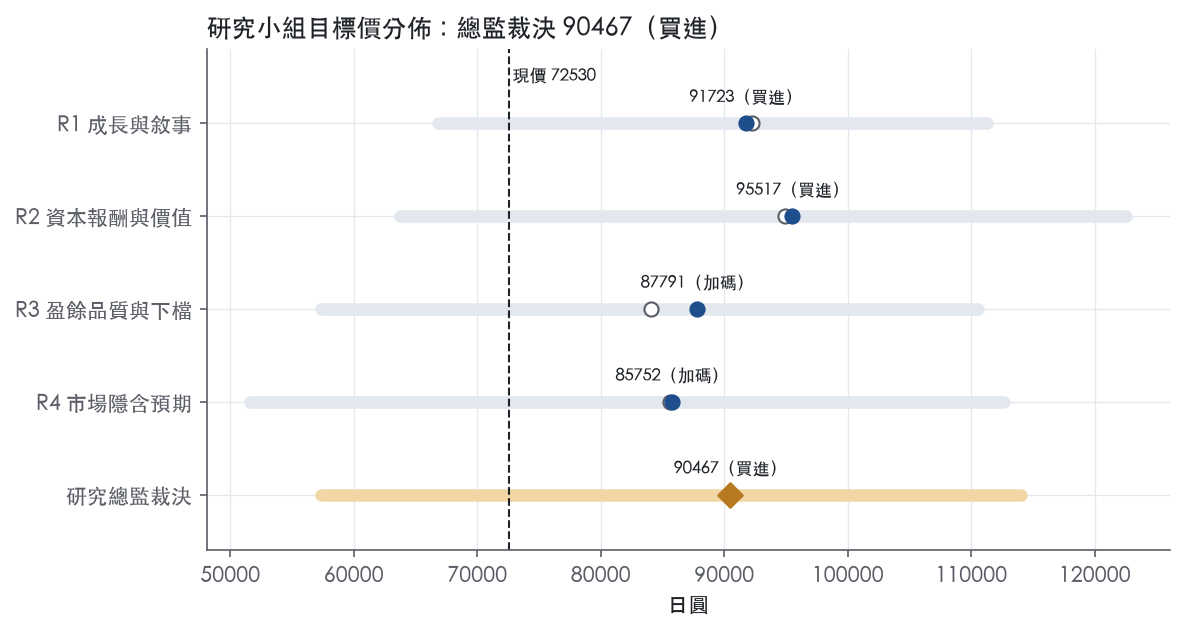 研究小組目標價分佈：總監裁決 90467（買進）
現價 72530
91723（買進）
R1 成長與敘事
95517（買進）
R2 資本報酬與價值
87791（加碼）
R3 盈餘品質與下檔
85752（加碼）
R4 市場隱含預期
90467（買進）
研究總監裁決
50000 60000 70000 80000 90000 100000 110000 120000
日圓